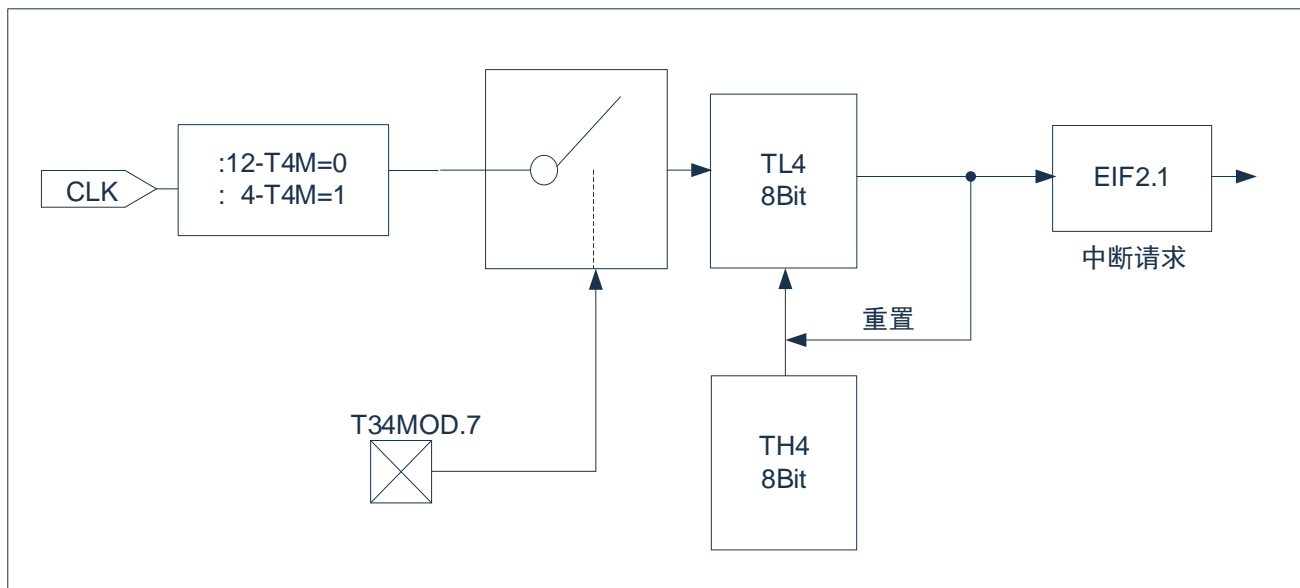 CLK
:12-T4M=0
: 4-T4M=1
TL4
8Bit
EIF2.1
中断请求
重置
T34MOD.7
TH4
8Bit